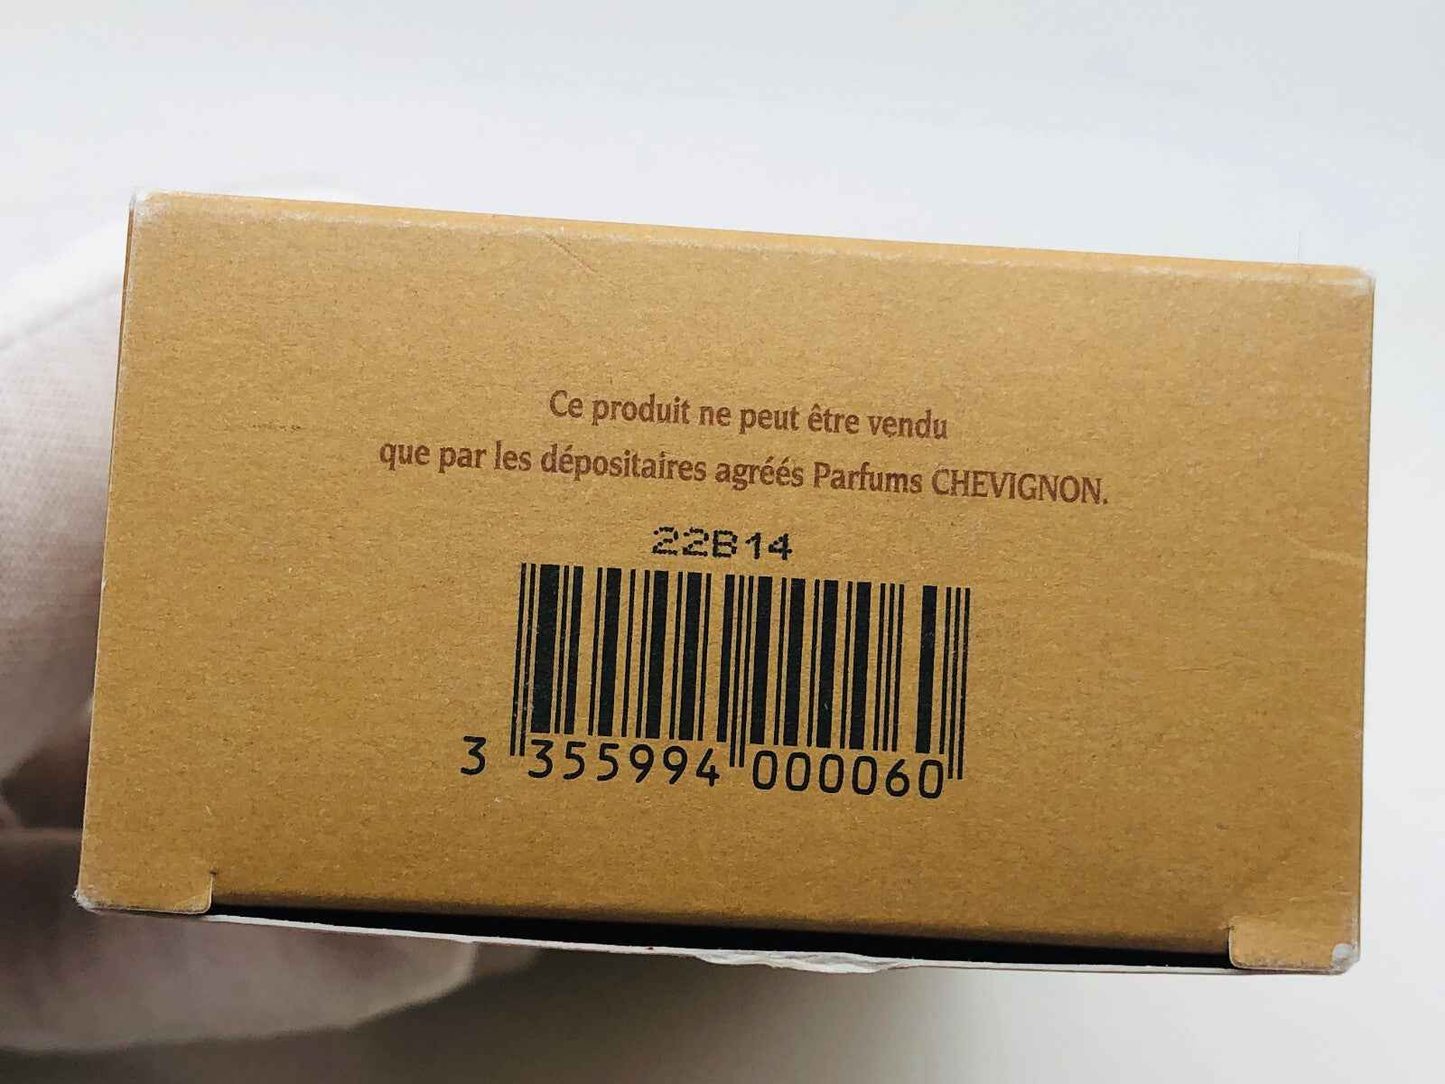 Ce produit ne peut être vendu
que par les dépositaires agréés Parfums CHEVIGNON.
22B14
3 355994 000060